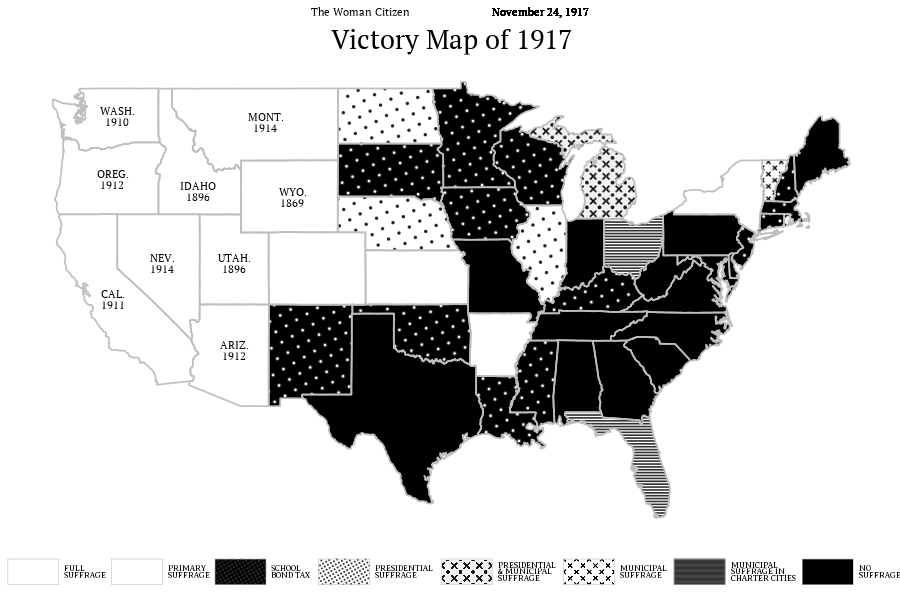 The Woman Citizen November 24, 1917
Victory Map of 1917
WASH.
1910
MONT.
1914
OREG.
1912
IDAHO
1896
WYO.
1869
NEV.
1914
UTAH.
1896
CAL.
1911
ARIZ.
1912
FULL
SUFFRAGE
PRIMARY
SUFFRAGE
SCHOOL
BOND TAX
PRESIDENTIAL
SUFFRAGE
PRESIDENTIAL
& MUNICIPAL
SUFFRAGE
MUNICIPAL
SUFFRAGE
MUNICIPAL
SUFFRAGE IN
CHARTER CITIES
NO
SUFFRAGE